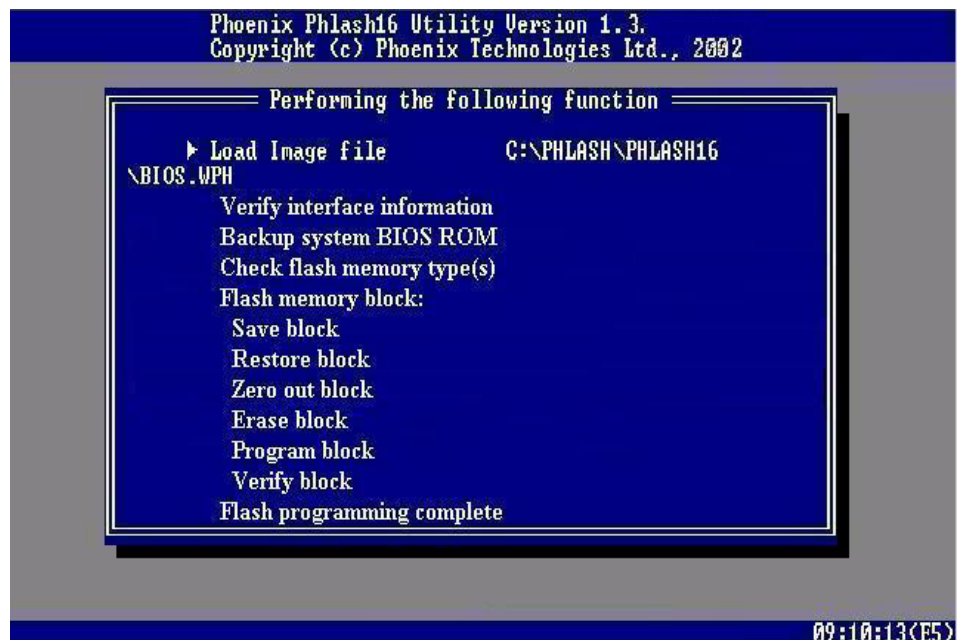 Phoenix Phlash16 Utility Version 1.3.
Copyright (c) Phoenix Technologies Ltd., 2002
Performing the following function
Load Image file C:\PHLASH\PHLASH16
\BIOS.WPH
Verify interface information
Backup system BIOS ROM
Check flash memory type(s)
Flash memory block:
Save block
Restore block
Zero out block
Erase block
Program block
Verify block
Flash programming complete
09:10:13(E5)